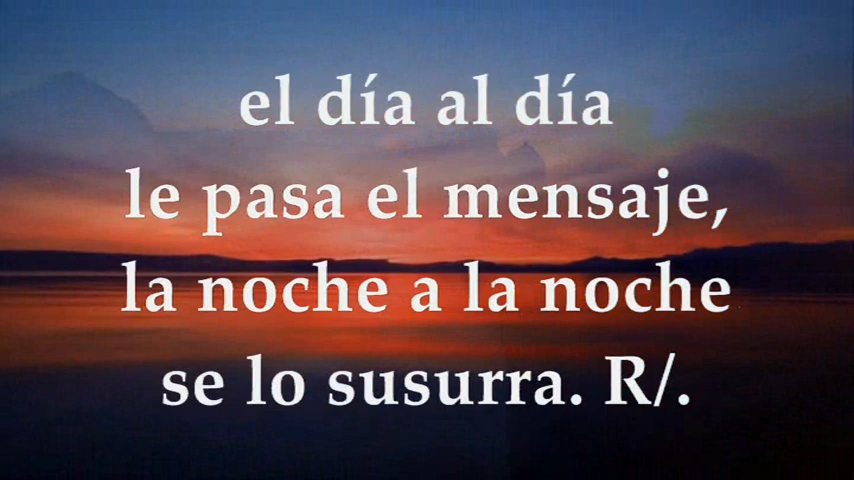 el día al día
le pasa el mensaje,
la noche a la noche
se lo susurra. R/.